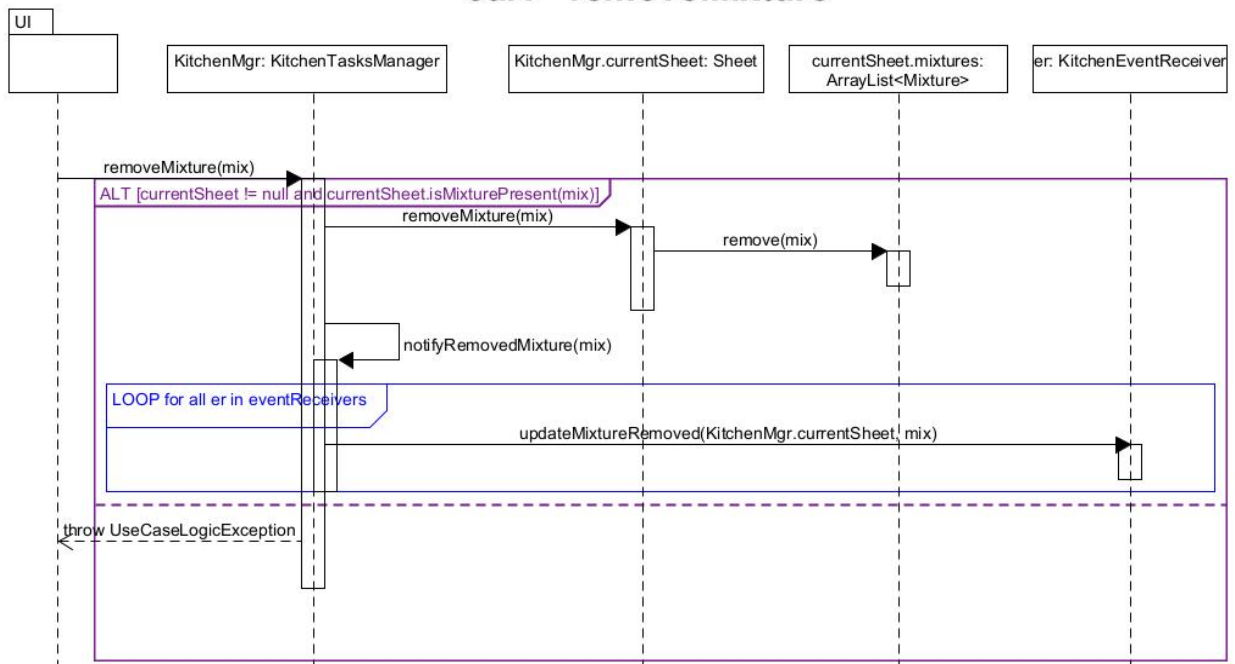 UI
KitchenMgr: KitchenTasksManager
KitchenMgr.currentSheet: Sheet
currentSheet.mixtures:
ArrayList<Mixture>
er: KitchenEventReceiver
removeMixture(mix)
ALT [currentSheet != null and currentSheet.isMixturePresent(mix)]
removeMixture(mix)
remove(mix)
notifyRemovedMixture(mix)
LOOP for all er in eventReceivers
updateMixtureRemoved(KitchenMgr.currentSheet, mix)
throw UseCaseLogicException